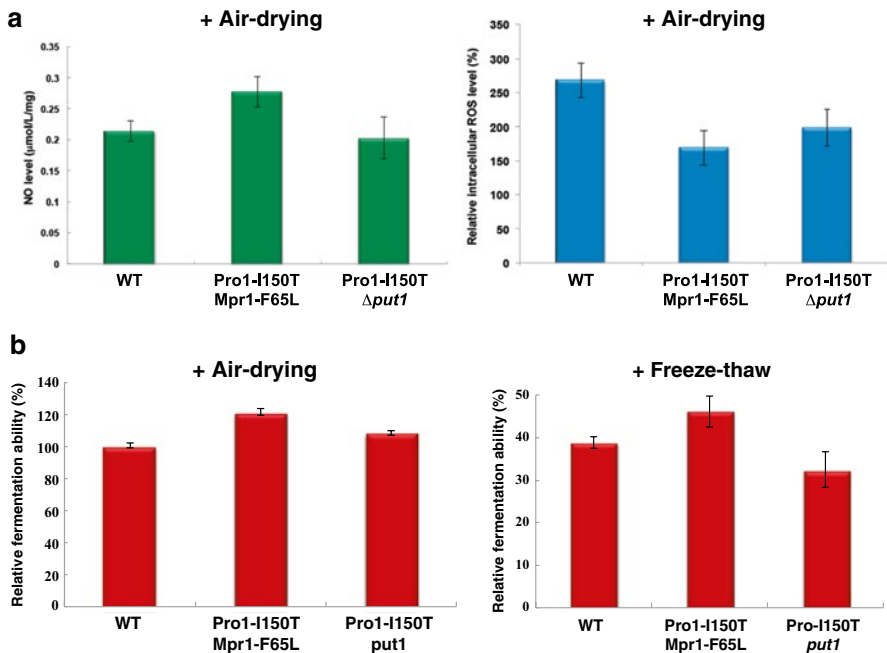 a
+ Air-drying
NO level (μmol/L/mg)
0.35
0.3
0.25
0.2
0.15
0.1
0.05
0
WT
Pro1-I150T
Mpr1-F65L
Pro1-I150T
Δput1
+ Air-drying
Relative intracellular ROS level (%)
350
300
250
200
150
100
50
0
WT
Pro1-I150T
Mpr1-F65L
Pro1-I150T
Δput1
b
+ Air-drying
Relative fermentation ability (%)
140
120
100
80
60
40
20
0
WT
Pro1-I150T
Mpr1-F65L
Pro1-I150T
put1
+ Freeze-thaw
Relative fermentation ability (%)
50
40
30
20
10
0
WT
Pro1-I150T
Mpr1-F65L
Pro-I150T
put1